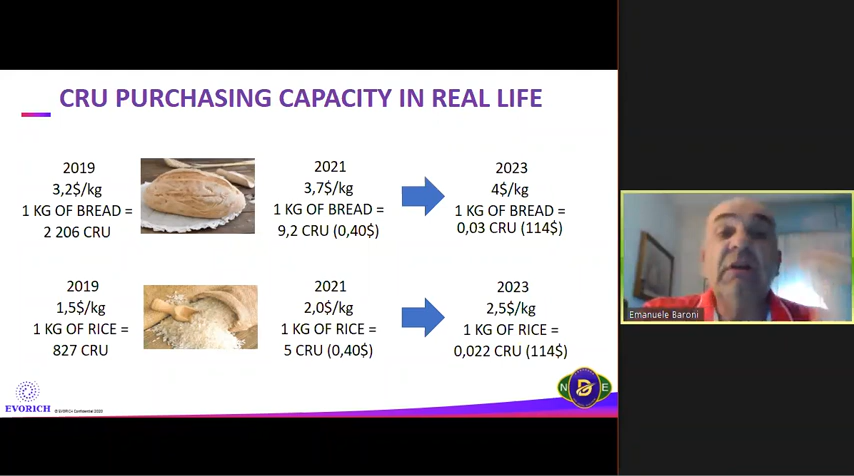 CRU PURCHASING CAPACITY IN REAL LIFE
2019
3,2$/kg
1 KG OF BREAD =
2 206 CRU
2021
3,7$/kg
1 KG OF BREAD =
9,2 CRU (0,40$)
2023
4$/kg
1 KG OF BREAD =
0,03 CRU (114$)
2019
1,5$/kg
1 KG OF RICE =
827 CRU
2021
2,0$/kg
1 KG OF RICE =
5 CRU (0,40$)
2023
2,5$/kg
1 KG OF RICE =
0,022 CRU (114$)
EVORICH
© EVORICH Confidential 2020
N D E
Emanuele Baroni